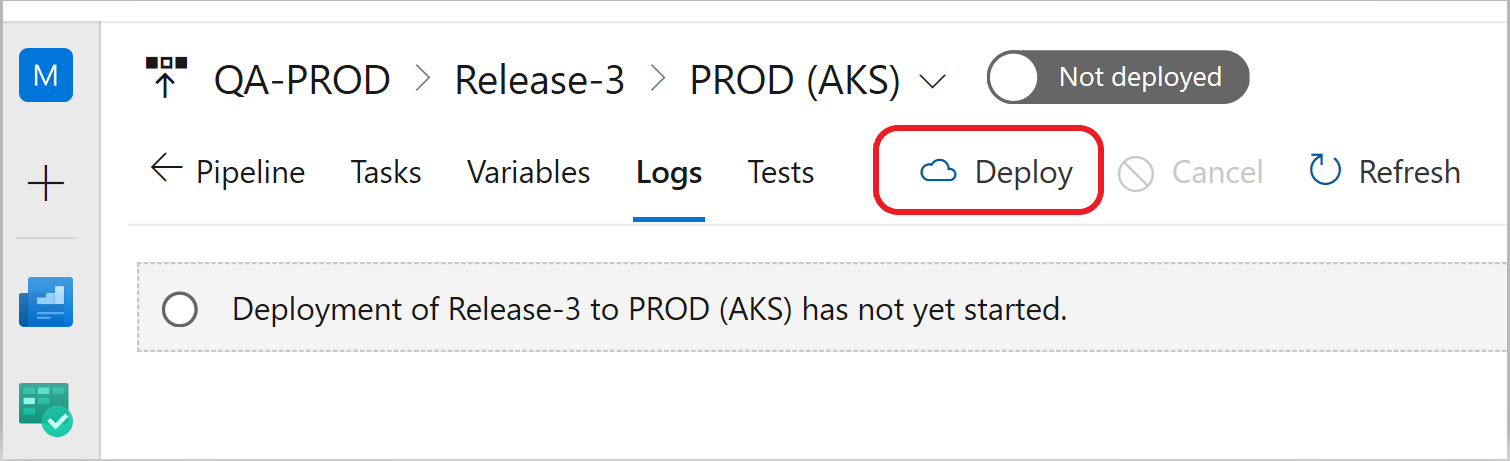 M
QA-PROD > Release-3 > PROD (AKS) Not deployed
Pipeline Tasks Variables Logs Tests Deploy Cancel Refresh
Deployment of Release-3 to PROD (AKS) has not yet started.